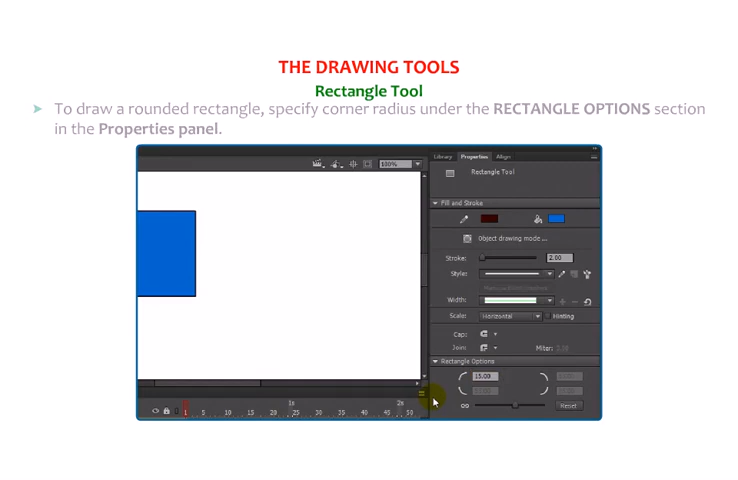 THE DRAWING TOOLS
Rectangle Tool
➤ To draw a rounded rectangle, specify corner radius under the RECTANGLE OPTIONS section
in the Properties panel.
Library Properties Align
100%
Rectangle Tool
Fill and Stroke
Object drawing mode ...
Stroke: 2.00
Style:
Width:
Scale: Horizontal Hinting
Cap:
Join: Miter:
Rectangle Options
15.00
Reset
1s 2s
1 5 10 15 20 25 30 35 40 45 50